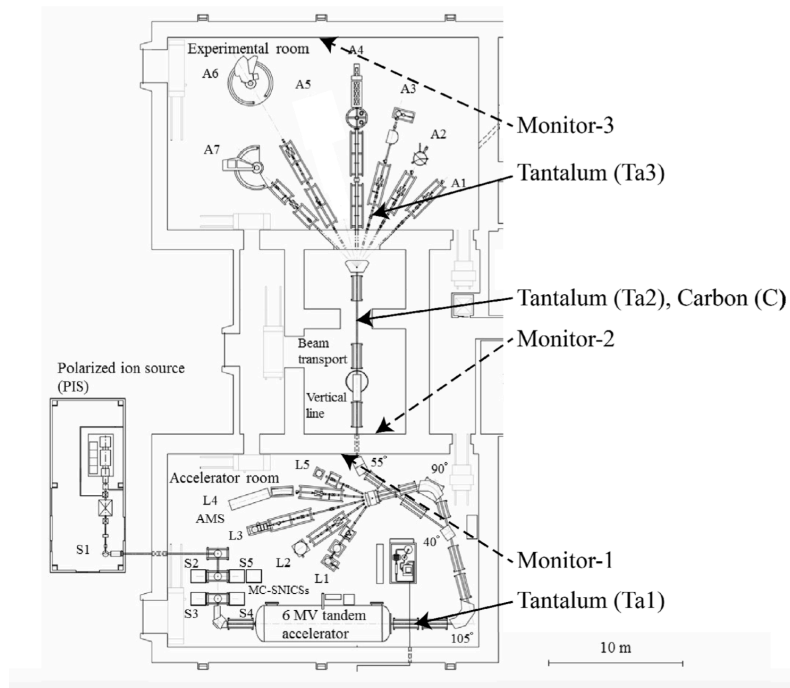 Experimental room
A4
A6
A5
A3
A2
A7
A1
Monitor-3
Tantalum (Ta3)
Tantalum (Ta2), Carbon (C)
Monitor-2
Beam
transport
Vertical
line
Polarized ion source
(PIS)
Accelerator room
L5
55°
90°
L4
AMS
L3
40°
L2
L1
S1
S2
S5
MC-SNICSs
S3
S4
6 MV tandem
accelerator
105°
Monitor-1
Tantalum (Ta1)
10 m